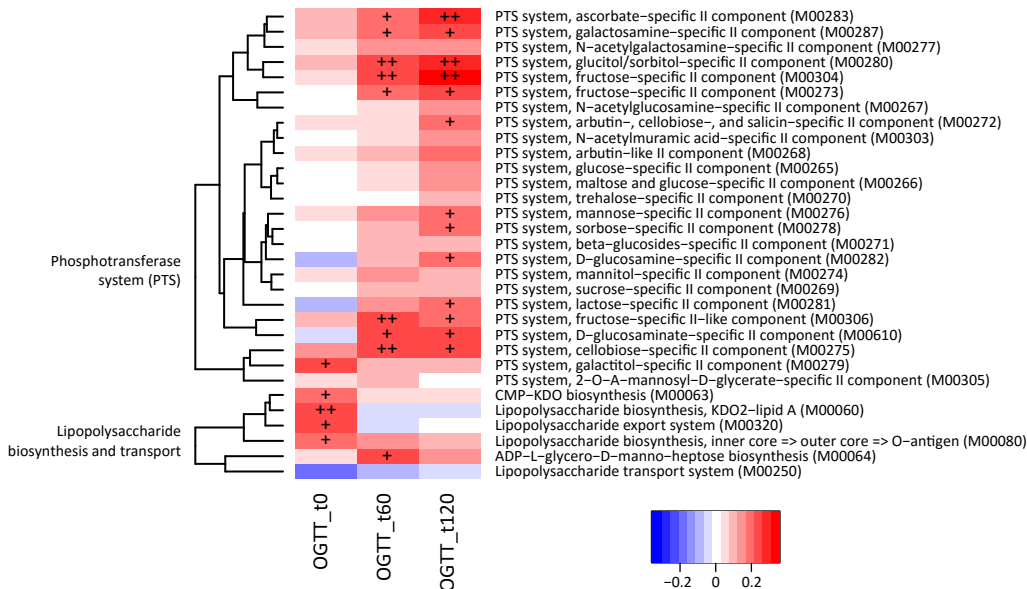 ++ ++ PTS system, ascorbate−specific II component (M00283)
+ + PTS system, galactosamine−specific II component (M00287)
PTS system, N−acetylgalactosamine−specific II component (M00277)
++ ++ PTS system, glucitol/sorbitol−specific II component (M00280)
++ ++ PTS system, fructose−specific II component (M00304)
+ + PTS system, fructose−specific II component (M00273)
PTS system, N−acetylglucosamine−specific II component (M00267)
+ PTS system, arbutin−, cellobiose−, and salicin−specific II component (M00272)
PTS system, N−acetylmuramic acid−specific II component (M00303)
PTS system, arbutin−like II component (M00268)
PTS system, glucose−specific II component (M00265)
PTS system, maltose and glucose−specific II component (M00266)
PTS system, trehalose−specific II component (M00270)
+ PTS system, mannose−specific II component (M00276)
+ PTS system, sorbose−specific II component (M00278)
PTS system, beta−glucosides−specific II component (M00271)
+ PTS system, D−glucosamine−specific II component (M00282)
PTS system, mannitol−specific II component (M00274)
PTS system, sucrose−specific II component (M00269)
+ PTS system, lactose−specific II component (M00281)
++ + PTS system, fructose−specific II−like component (M00306)
+ + PTS system, D−glucosaminate−specific II component (M00610)
++ + PTS system, cellobiose−specific II component (M00275)
+ PTS system, galactitol−specific II component (M00279)
PTS system, 2−O−A−mannosyl−D−glycerate−specific II component (M00305)
+ CMP−KDO biosynthesis (M00063)
++ Lipopolysaccharide biosynthesis, KDO2−lipid A (M00060)
+ Lipopolysaccharide export system (M00320)
+ Lipopolysaccharide biosynthesis, inner core => outer core => O−antigen (M00080)
+ ADP−L−glycero−D−manno−heptose biosynthesis (M00064)
Lipopolysaccharide transport system (M00250)
Phosphotransferase
system (PTS)
Lipopolysaccharide
biosynthesis and transport
OGTT_t0
OGTT_t60
OGTT_t120
−0.2 0 0.2